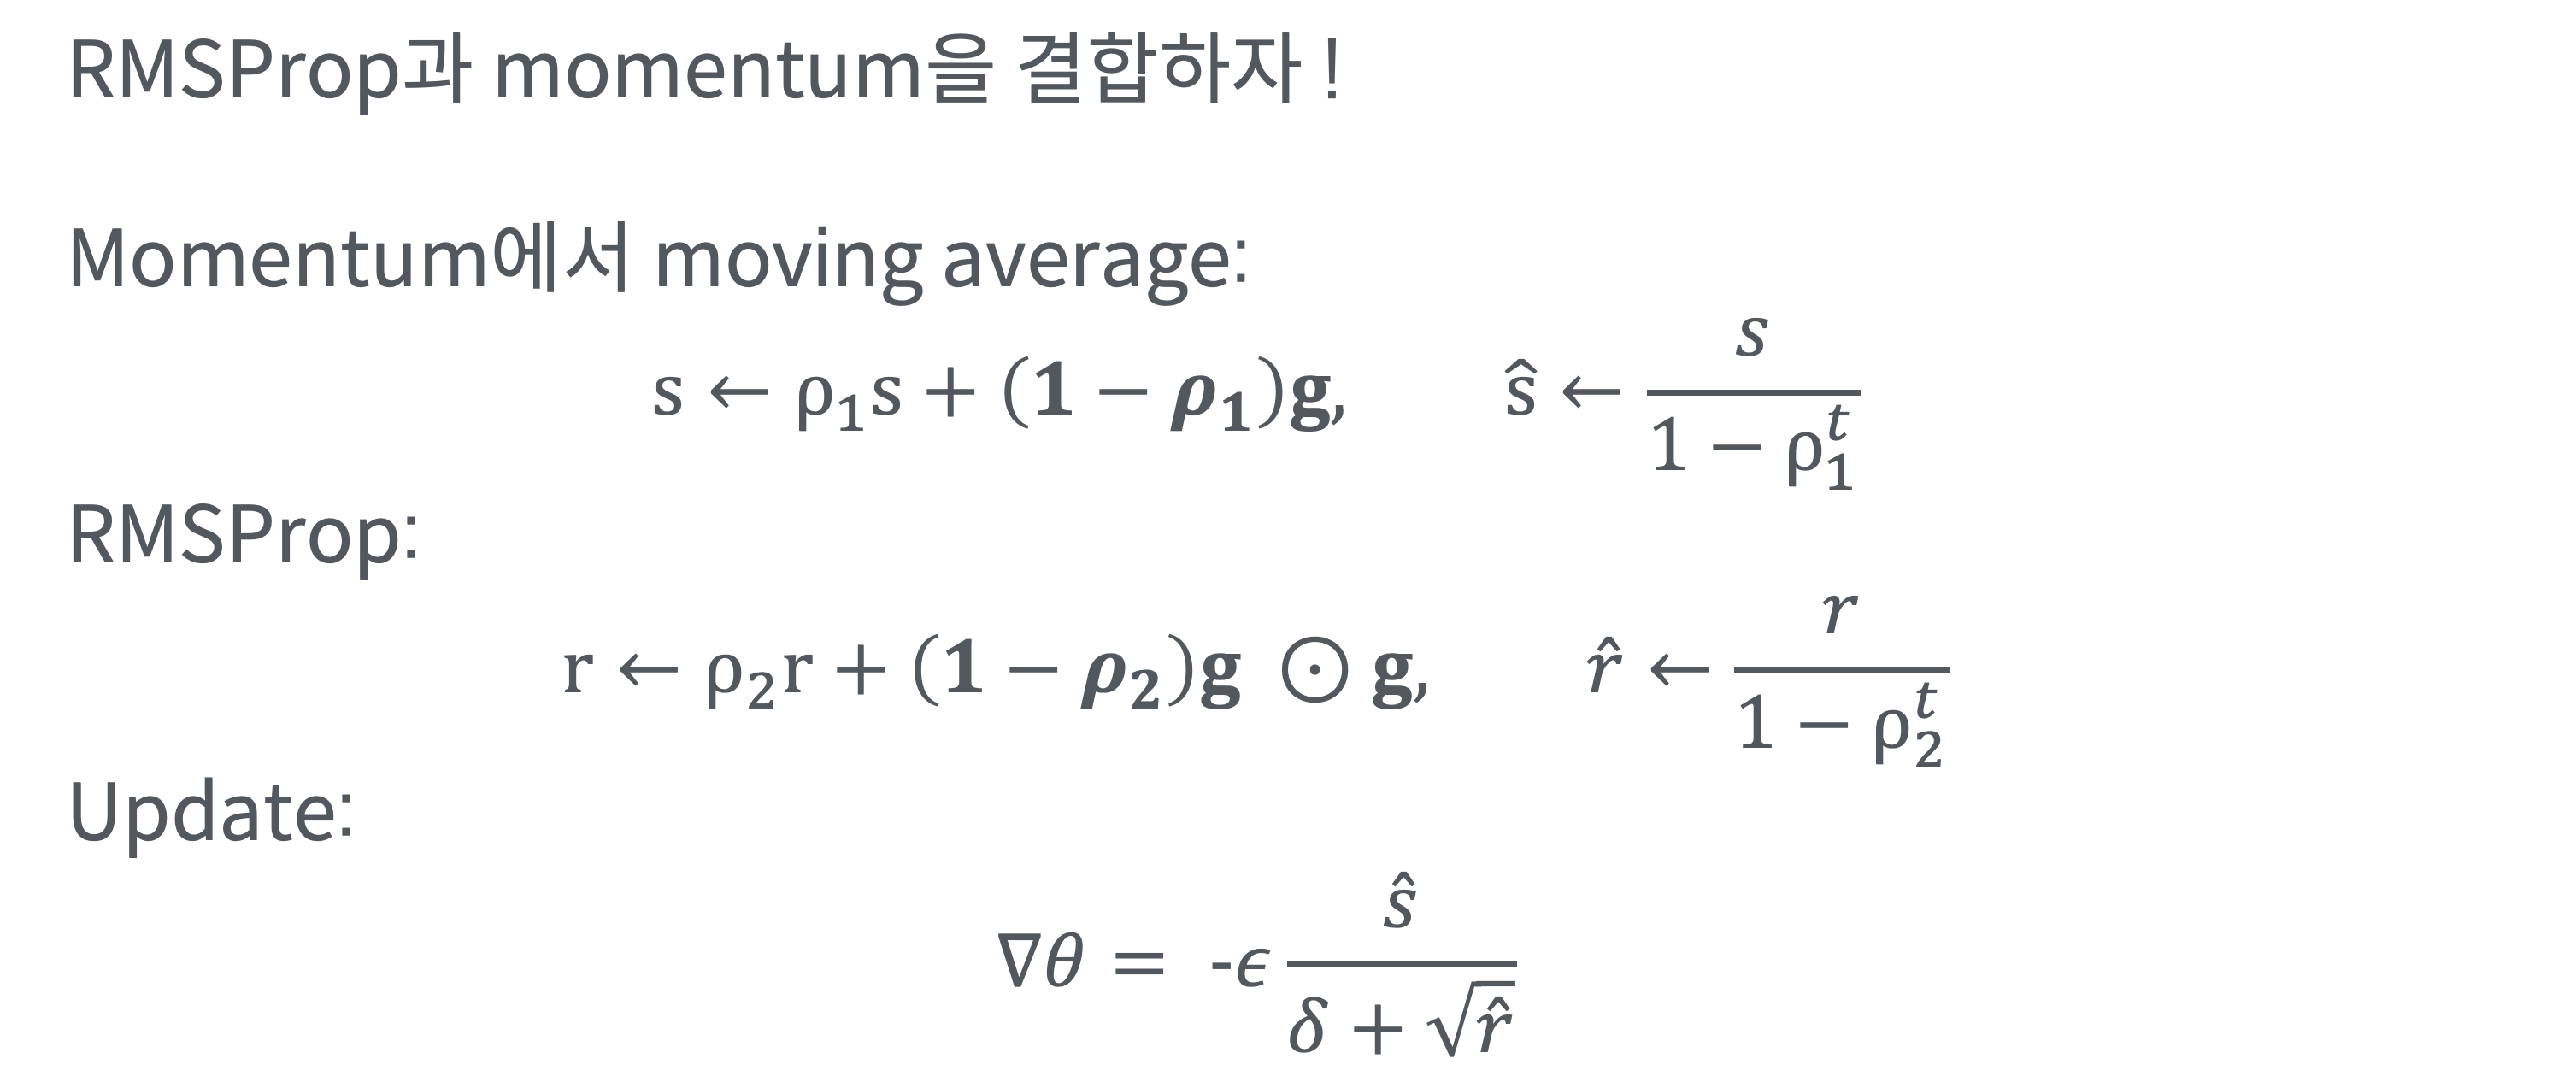 RMSProp과 momentum을 결합하자 !
Momentum에서 moving average:
s ← ρ₁s + (1 − ρ₁)g, ŝ ← s / (1 − ρ₁ᵗ)
RMSProp:
r ← ρ₂r + (1 − ρ₂)g ⊙ g, r̂ ← r / (1 − ρ₂ᵗ)
Update:
∇θ = -ϵ ŝ / (δ + √r̂)